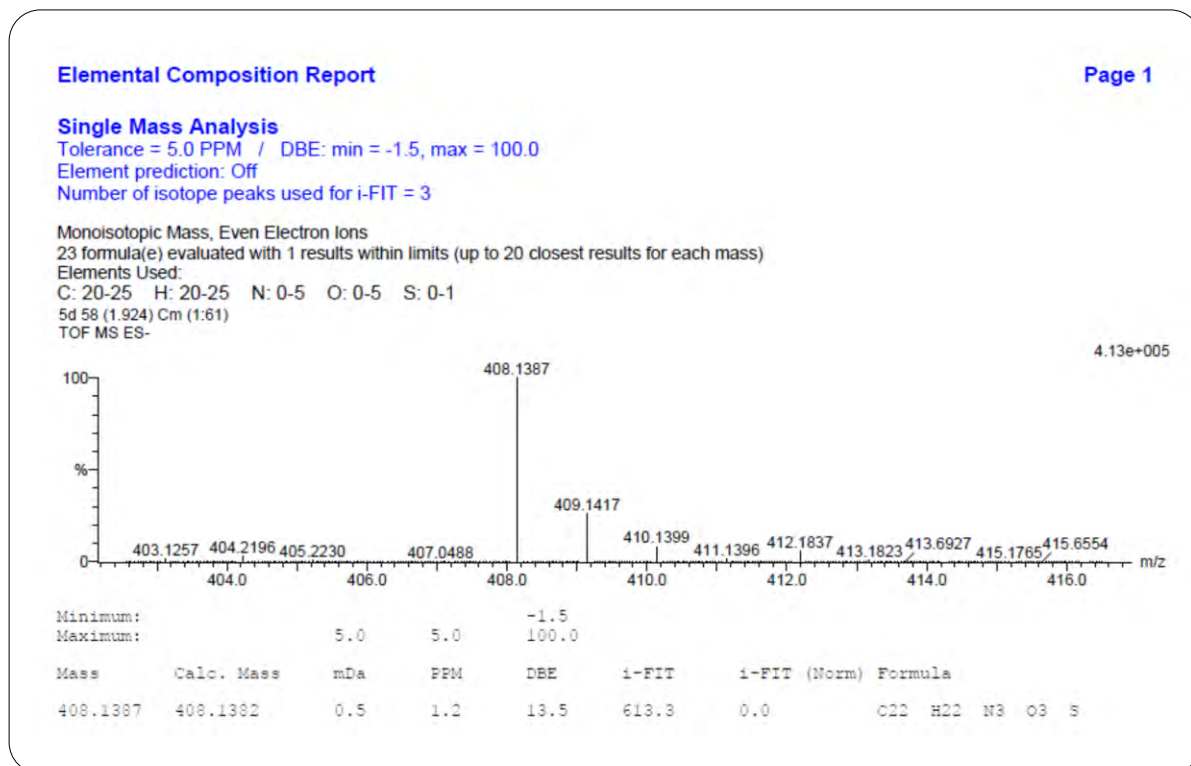 Elemental Composition Report Page 1
Single Mass Analysis
Tolerance = 5.0 PPM / DBE: min = -1.5, max = 100.0
Element prediction: Off
Number of isotope peaks used for i-FIT = 3
Monoisotopic Mass, Even Electron Ions
23 formula(e) evaluated with 1 results within limits (up to 20 closest results for each mass)
Elements Used:
C: 20-25 H: 20-25 N: 0-5 O: 0-5 S: 0-1
5d 58 (1.924) Cm (1:61)
TOF MS ES-
4.13e+005
100
408.1387
%
409.1417
403.1257 404.2196 405.2230 407.0488 410.1399 411.1396 412.1837 413.1823 413.6927 415.1765 415.6554
0
m/z
404.0 406.0 408.0 410.0 412.0 414.0 416.0
Minimum: -1.5
Maximum: 5.0 5.0 100.0
Mass Calc. Mass mDa PPM DBE i-FIT i-FIT (Norm) Formula
408.1387 408.1382 0.5 1.2 13.5 613.3 0.0 C22 H22 N3 O3 S